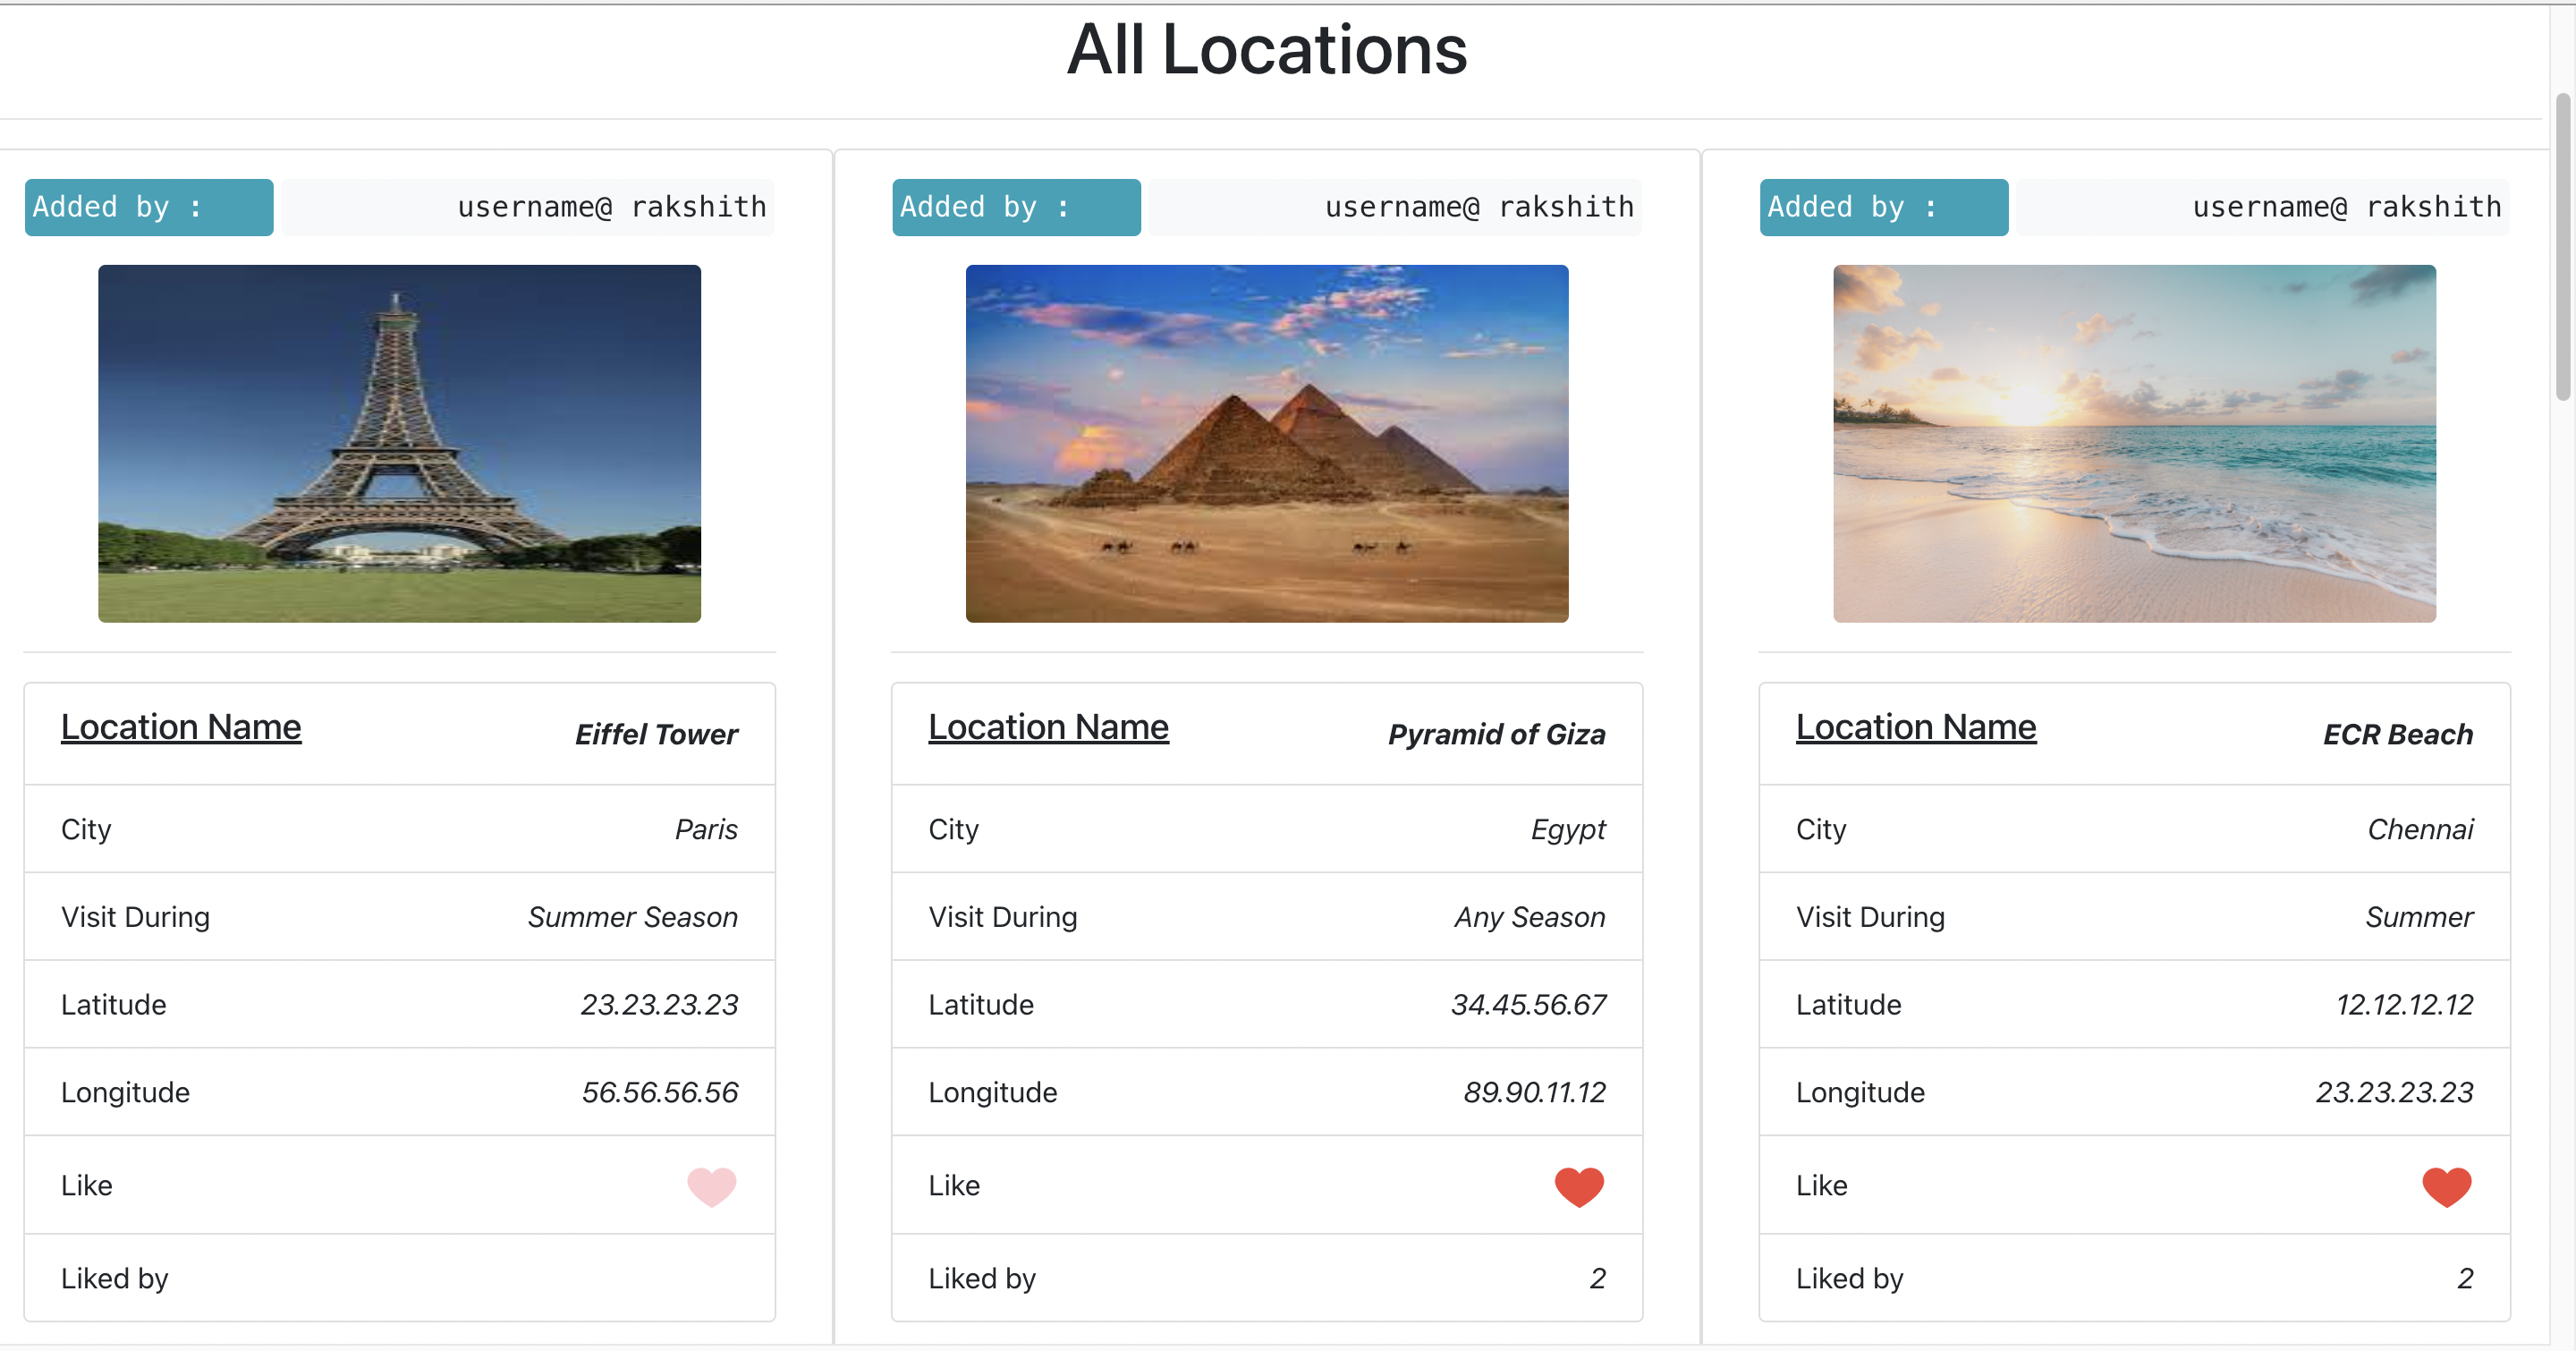 All Locations
Added by :
username@ rakshith
Location Name
Eiffel Tower
City
Paris
Visit During
Summer Season
Latitude
23.23.23.23
Longitude
56.56.56.56
Like
Liked by
Added by :
username@ rakshith
Location Name
Pyramid of Giza
City
Egypt
Visit During
Any Season
Latitude
34.45.56.67
Longitude
89.90.11.12
Like
Liked by
2
Added by :
username@ rakshith
Location Name
ECR Beach
City
Chennai
Visit During
Summer
Latitude
12.12.12.12
Longitude
23.23.23.23
Like
Liked by
2